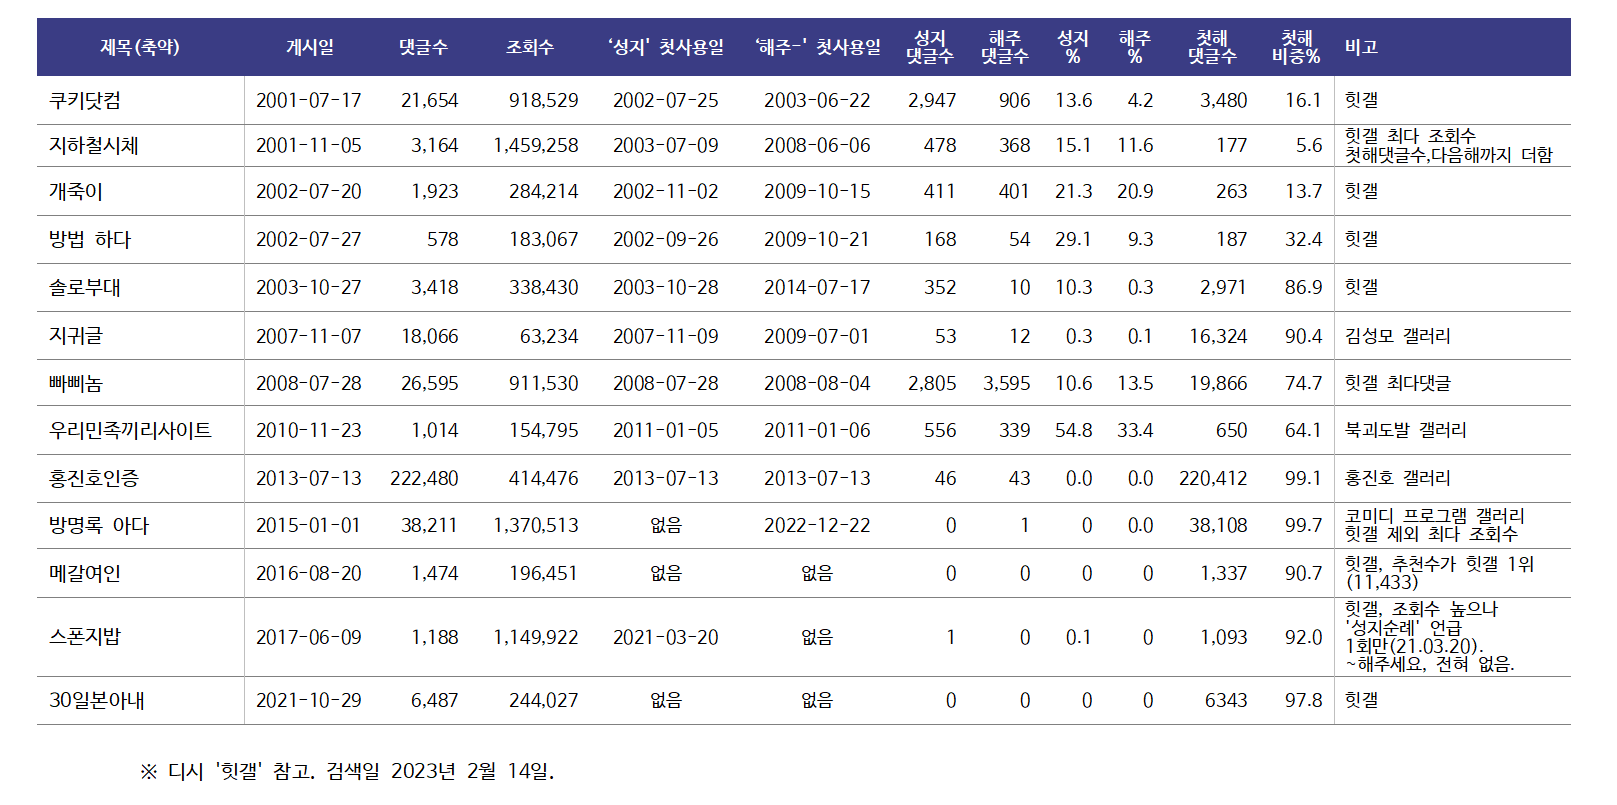 제목(축약) 게시일 댓글수 조회수 ‘성지' 첫사용일 ‘해주-' 첫사용일 성지 댓글수 해주 댓글수 성지 % 해주 % 첫해 댓글수 첫해 비중% 비고
쿠키닷컴 2001-07-17 21,654 918,529 2002-07-25 2003-06-22 2,947 906 13.6 4.2 3,480 16.1 힛갤
지하철시체 2001-11-05 3,164 1,459,258 2003-07-09 2008-06-06 478 368 15.1 11.6 177 5.6 힛갤 최다 조회수
첫해댓글수,다음해까지 더함
개죽이 2002-07-20 1,923 284,214 2002-11-02 2009-10-15 411 401 21.3 20.9 263 13.7 힛갤
방법 하다 2002-07-27 578 183,067 2002-09-26 2009-10-21 168 54 29.1 9.3 187 32.4 힛갤
솔로부대 2003-10-27 3,418 338,430 2003-10-28 2014-07-17 352 10 10.3 0.3 2,971 86.9 힛갤
지귀글 2007-11-07 18,066 63,234 2007-11-09 2009-07-01 53 12 0.3 0.1 16,324 90.4 김성모 갤러리
빠삐놈 2008-07-28 26,595 911,530 2008-07-28 2008-08-04 2,805 3,595 10.6 13.5 19,866 74.7 힛갤 최다댓글
우리민족끼리사이트 2010-11-23 1,014 154,795 2011-01-05 2011-01-06 556 339 54.8 33.4 650 64.1 북괴도발 갤러리
홍진호인증 2013-07-13 222,480 414,476 2013-07-13 2013-07-13 46 43 0.0 0.0 220,412 99.1 홍진호 갤러리
방명록 아다 2015-01-01 38,211 1,370,513 없음 2022-12-22 0 1 0 0.0 38,108 99.7 코미디 프로그램 갤러리
힛갤 제외 최다 조회수
메갈여인 2016-08-20 1,474 196,451 없음 없음 0 0 0 0 1,337 90.7 힛갤, 추천수가 힛갤 1위
(11,433)
스폰지밥 2017-06-09 1,188 1,149,922 2021-03-20 없음 1 0 0.1 0 1,093 92.0 힛갤, 조회수 높으나
'성지순례' 언급
1회만(21.03.20).
~해주세요, 전혀 없음.
30일본아내 2021-10-29 6,487 244,027 없음 없음 0 0 0 0 6343 97.8 힛갤
※ 디시 '힛갤' 참고. 검색일 2023년 2월 14일.